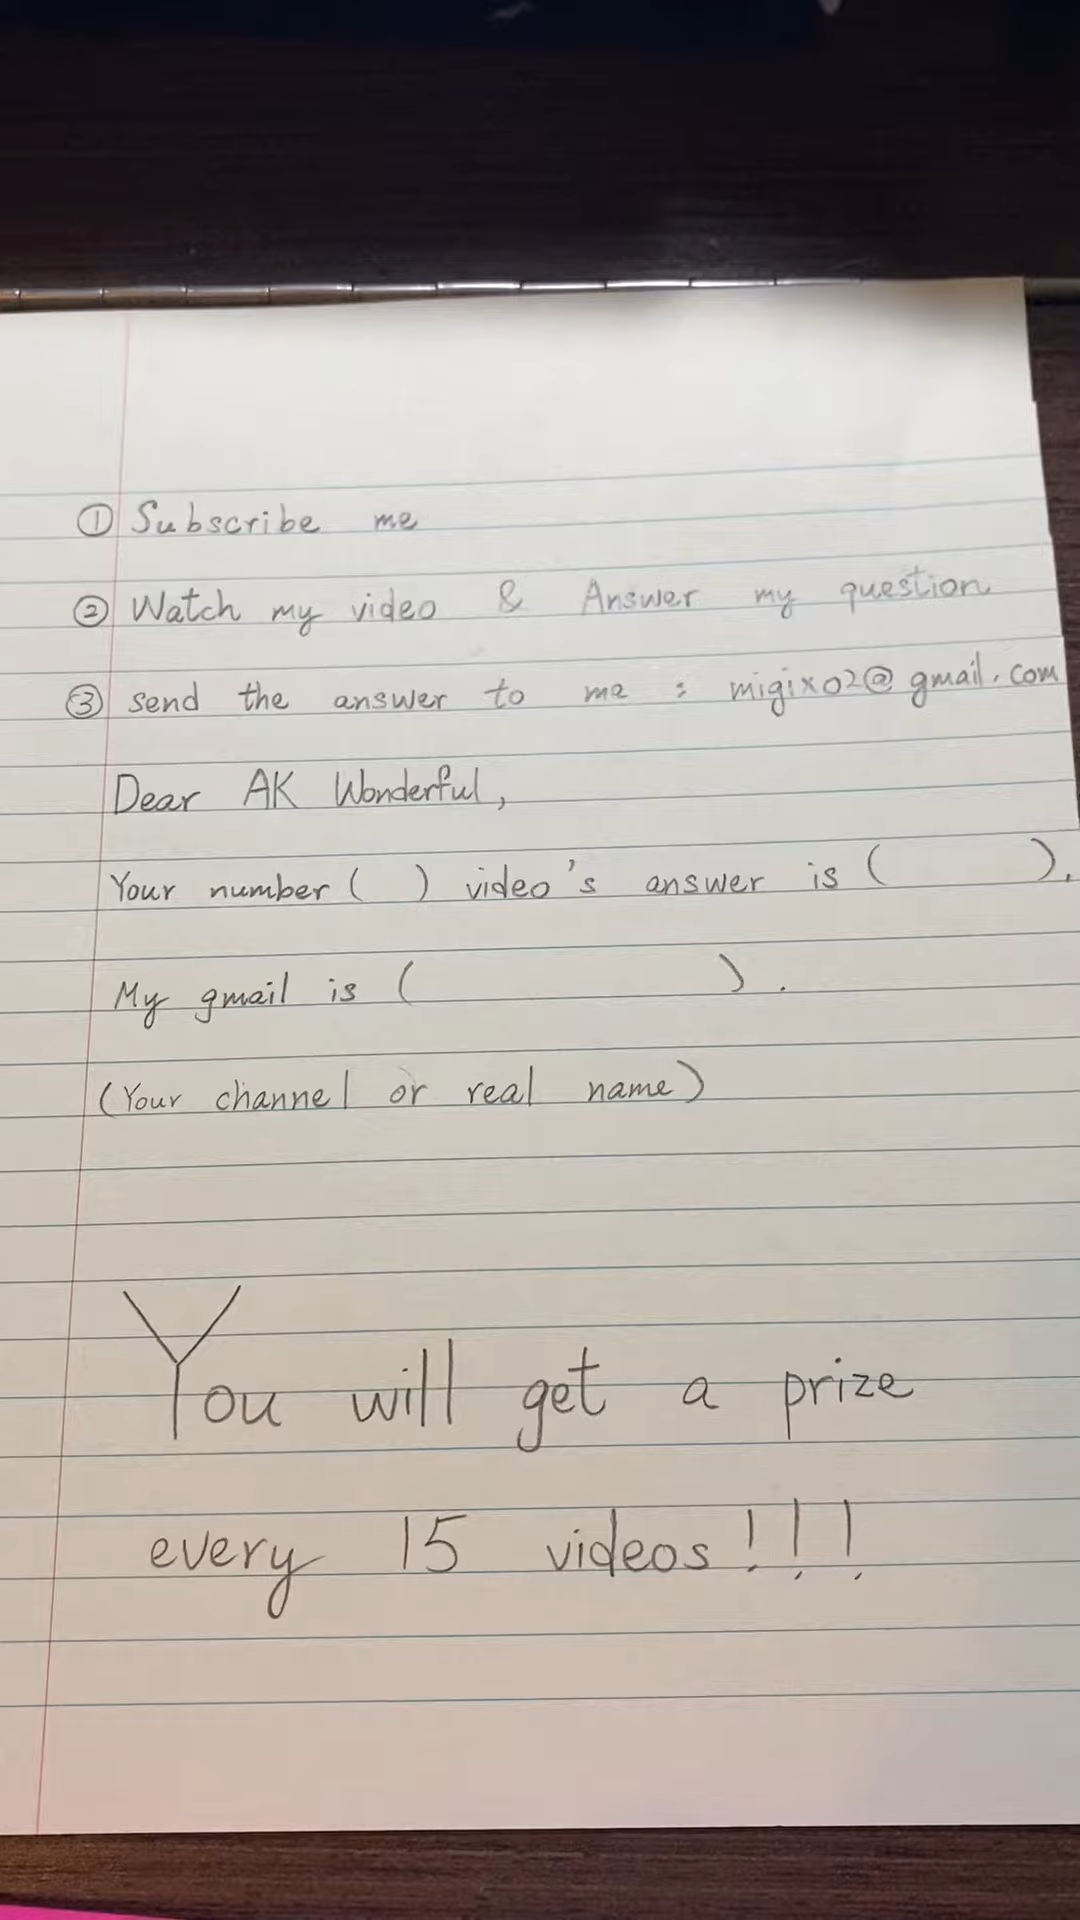 ① Subscribe me
② Watch my video & Answer my question
③ send the answer to me : migixo2@gmail.com
Dear AK Wonderful,
Your number ( ) video's answer is ( ).
My gmail is ( ).
(Your channel or real name)
You will get a prize
every 15 videos!!!